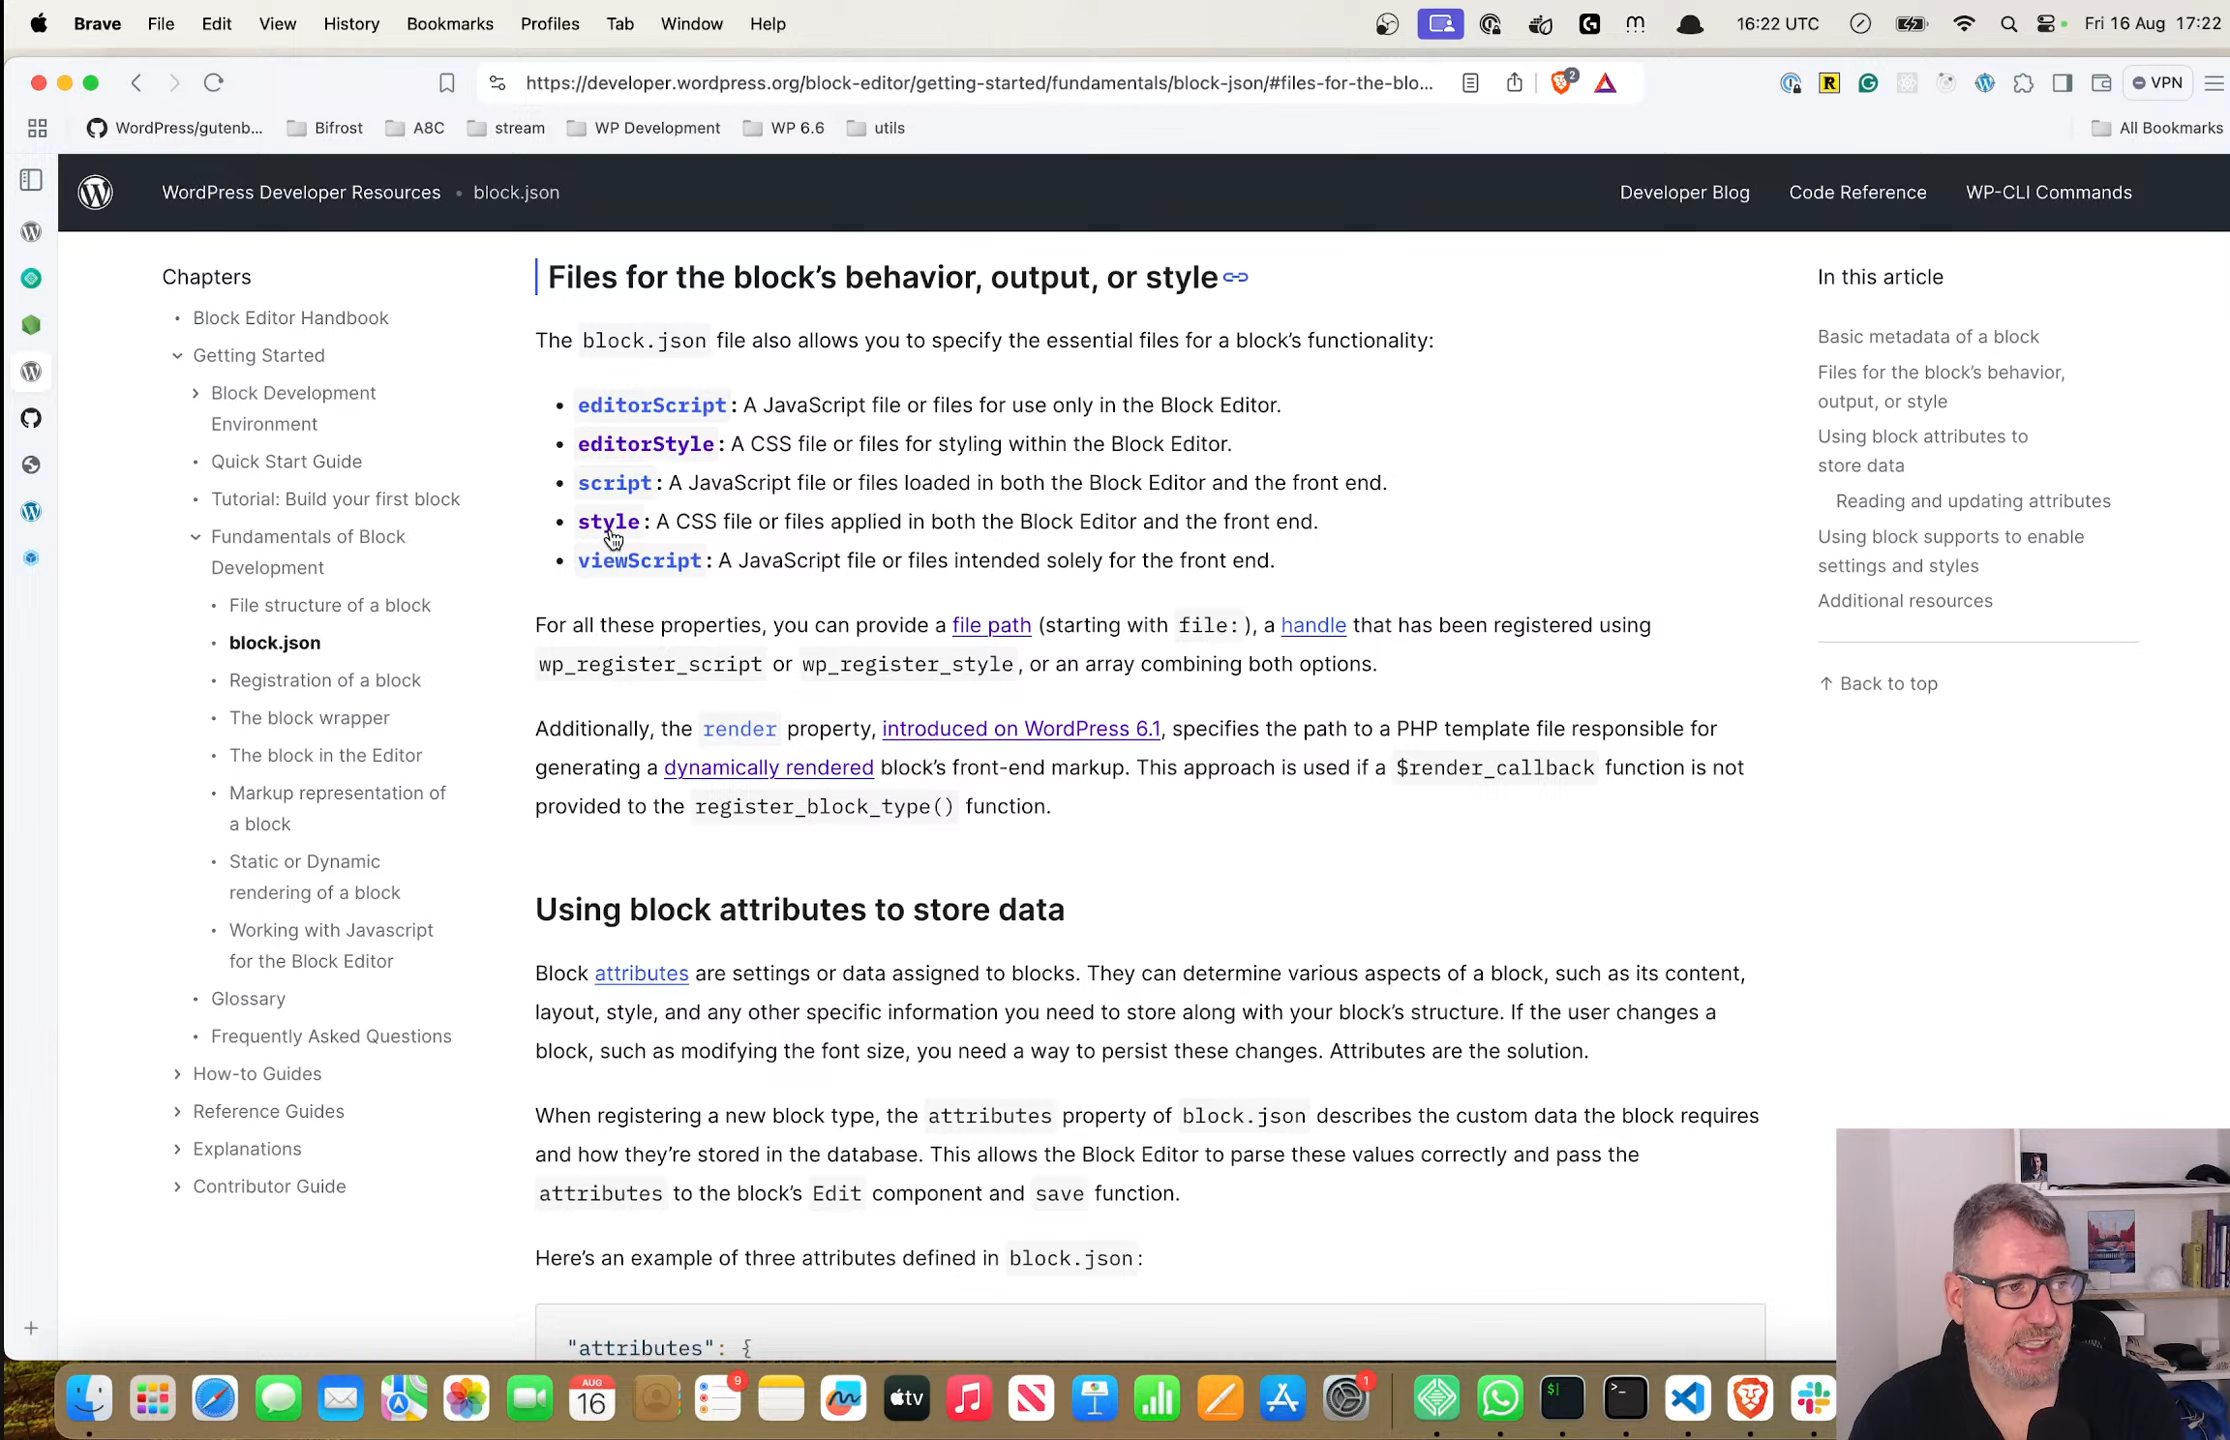 Brave File Edit View History Bookmarks Profiles Tab Window Help 16:22 UTC Fri 16 Aug 17:22
https://developer.wordpress.org/block-editor/getting-started/fundamentals/block-json/#files-for-the-blo... 2 VPN
WordPress/gutenb... Bifrost A8C stream WP Development WP 6.6 utils All Bookmarks
WordPress Developer Resources • block.json Developer Blog Code Reference WP-CLI Commands
Chapters
• Block Editor Handbook
Getting Started
Block Development
Environment
• Quick Start Guide
• Tutorial: Build your first block
Fundamentals of Block
Development
• File structure of a block
• block.json
• Registration of a block
• The block wrapper
• The block in the Editor
• Markup representation of
a block
• Static or Dynamic
rendering of a block
• Working with Javascript
for the Block Editor
• Glossary
• Frequently Asked Questions
How-to Guides
Reference Guides
Explanations
Contributor Guide
Files for the block’s behavior, output, or style
The block.json file also allows you to specify the essential files for a block’s functionality:
• editorScript: A JavaScript file or files for use only in the Block Editor.
• editorStyle: A CSS file or files for styling within the Block Editor.
• script: A JavaScript file or files loaded in both the Block Editor and the front end.
• style: A CSS file or files applied in both the Block Editor and the front end.
• viewScript: A JavaScript file or files intended solely for the front end.
For all these properties, you can provide a file path (starting with file:), a handle that has been registered using
wp_register_script or wp_register_style, or an array combining both options.
Additionally, the render property, introduced on WordPress 6.1, specifies the path to a PHP template file responsible for
generating a dynamically rendered block’s front-end markup. This approach is used if a $render_callback function is not
provided to the register_block_type() function.
Using block attributes to store data
Block attributes are settings or data assigned to blocks. They can determine various aspects of a block, such as its content,
layout, style, and any other specific information you need to store along with your block’s structure. If the user changes a
block, such as modifying the font size, you need a way to persist these changes. Attributes are the solution.
When registering a new block type, the attributes property of block.json describes the custom data the block requires
and how they’re stored in the database. This allows the Block Editor to parse these values correctly and pass the
attributes to the block’s Edit component and save function.
Here’s an example of three attributes defined in block.json:
"attributes": {
In this article
Basic metadata of a block
Files for the block’s behavior,
output, or style
Using block attributes to
store data
Reading and updating attributes
Using block supports to enable
settings and styles
Additional resources
↑ Back to top
AUG
16
9
tv
1